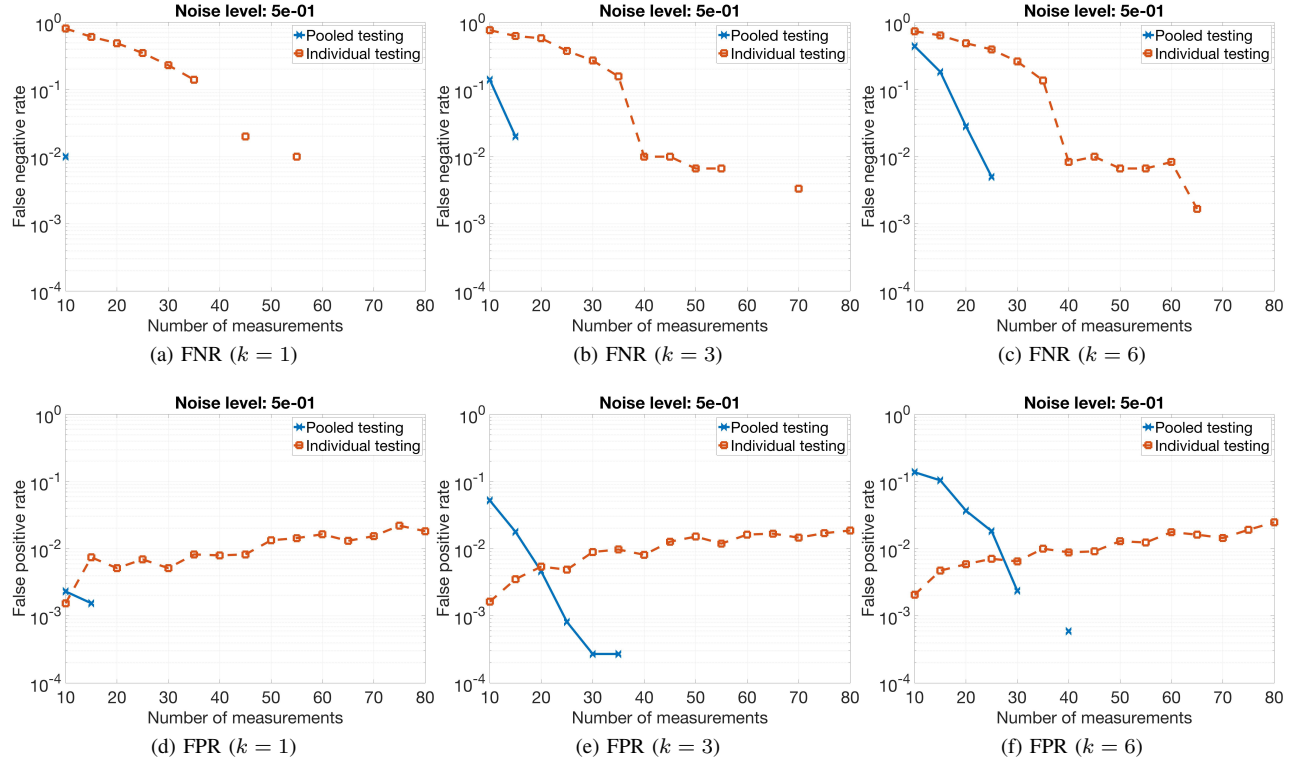 Noise level: 5e-01
Pooled testing
Individual testing
False negative rate
10^0
10^-1
10^-2
10^-3
10^-4
10 20 30 40 50 60 70 80
Number of measurements
(a) FNR (k = 1)
Noise level: 5e-01
Pooled testing
Individual testing
False negative rate
10^0
10^-1
10^-2
10^-3
10^-4
10 20 30 40 50 60 70 80
Number of measurements
(b) FNR (k = 3)
Noise level: 5e-01
Pooled testing
Individual testing
False negative rate
10^0
10^-1
10^-2
10^-3
10^-4
10 20 30 40 50 60 70 80
Number of measurements
(c) FNR (k = 6)
Noise level: 5e-01
Pooled testing
Individual testing
False positive rate
10^0
10^-1
10^-2
10^-3
10^-4
10 20 30 40 50 60 70 80
Number of measurements
(d) FPR (k = 1)
Noise level: 5e-01
Pooled testing
Individual testing
False positive rate
10^0
10^-1
10^-2
10^-3
10^-4
10 20 30 40 50 60 70 80
Number of measurements
(e) FPR (k = 3)
Noise level: 5e-01
Pooled testing
Individual testing
False positive rate
10^0
10^-1
10^-2
10^-3
10^-4
10 20 30 40 50 60 70 80
Number of measurements
(f) FPR (k = 6)